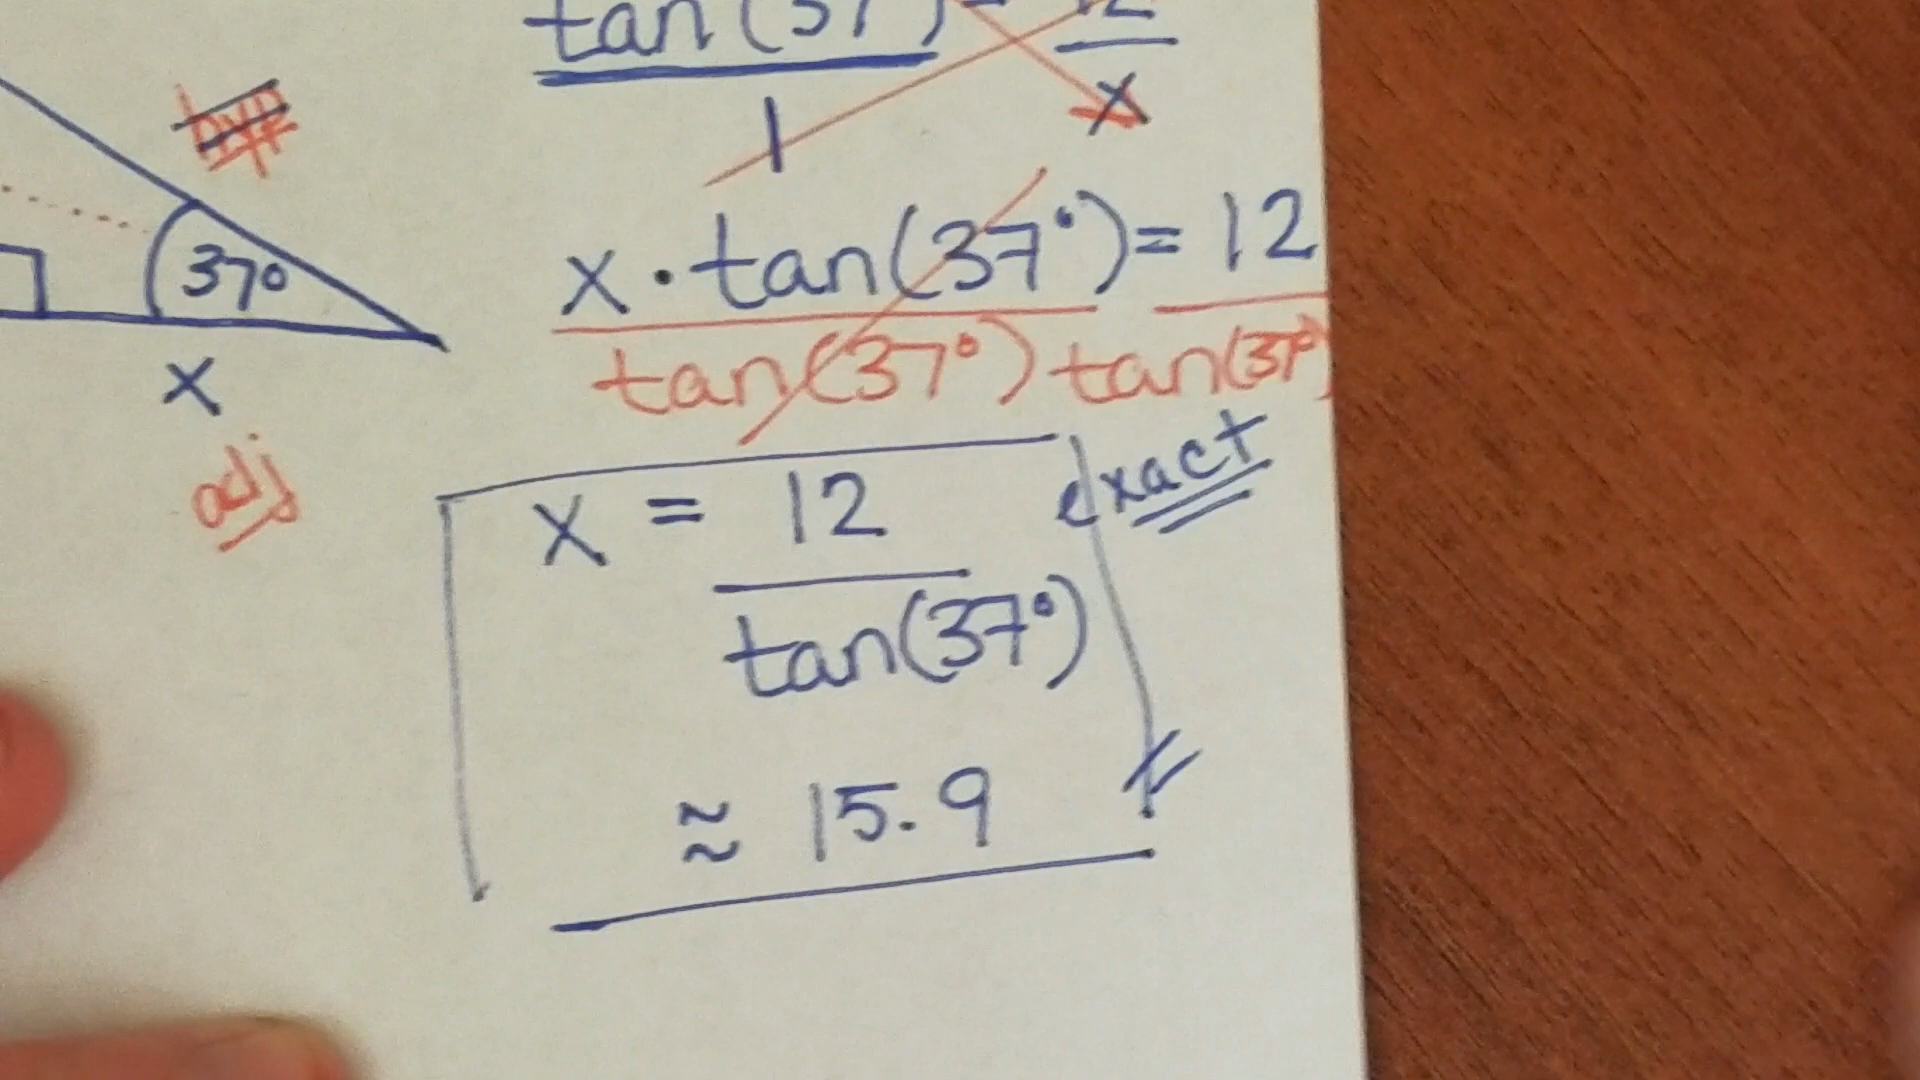 tan(37) = 12
1 x
hyp
37°
x
adj
x · tan(37°) = 12
tan(37°) tan(37°)
x = 12
tan(37°)
exact
≈ 15.9